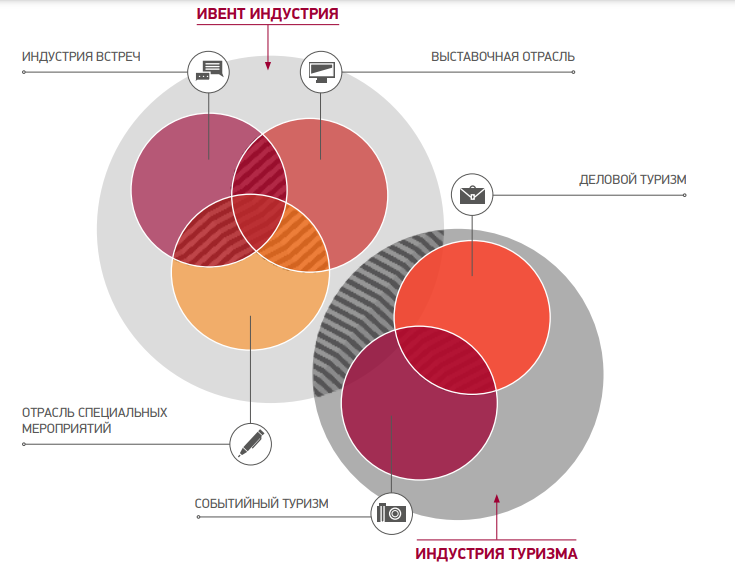 ИВЕНТ ИНДУСТРИЯ
ИНДУСТРИЯ ВСТРЕЧ
ВЫСТАВОЧНАЯ ОТРАСЛЬ
ДЕЛОВОЙ ТУРИЗМ
ОТРАСЛЬ СПЕЦИАЛЬНЫХ
МЕРОПРИЯТИЙ
СОБЫТИЙНЫЙ ТУРИЗМ
ИНДУСТРИЯ ТУРИЗМА